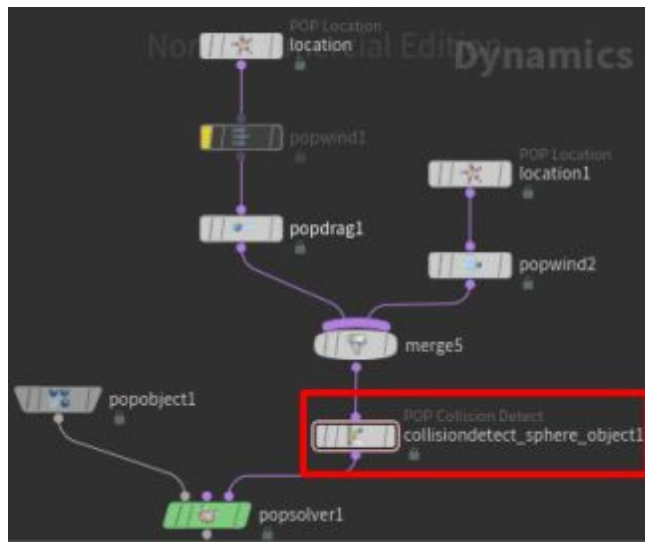 POP Location
location
Non-Commercial Edition
Dynamics
popwind1
POP Location
location1
popdrag1
popwind2
merge5
popobject1
POP Collision Detect
collisiondetect_sphere_object1
popsolver1